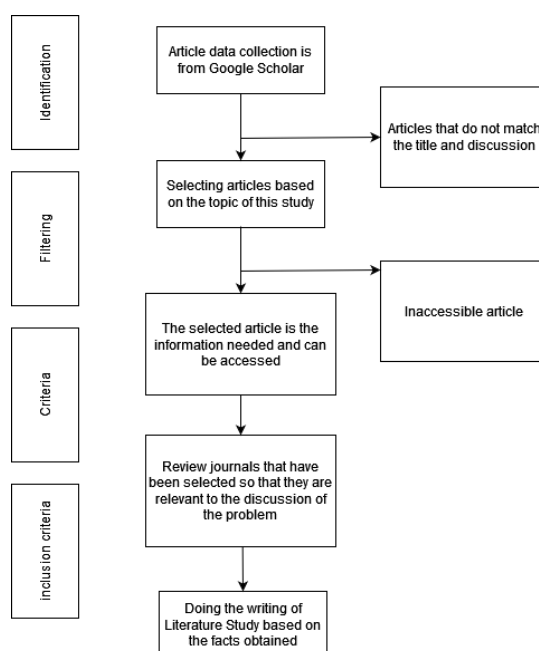 Identification
Article data collection is
from Google Scholar
Articles that do not match
the title and discussion
Filtering
Selecting articles based
on the topic of this study
Inaccessible article
Criteria
The selected article is the
information needed and can
be accessed
Review journals that have
been selected so that they are
relevant to the discussion of
the problem
inclusion criteria
Doing the writing of
Literature Study based on
the facts obtained